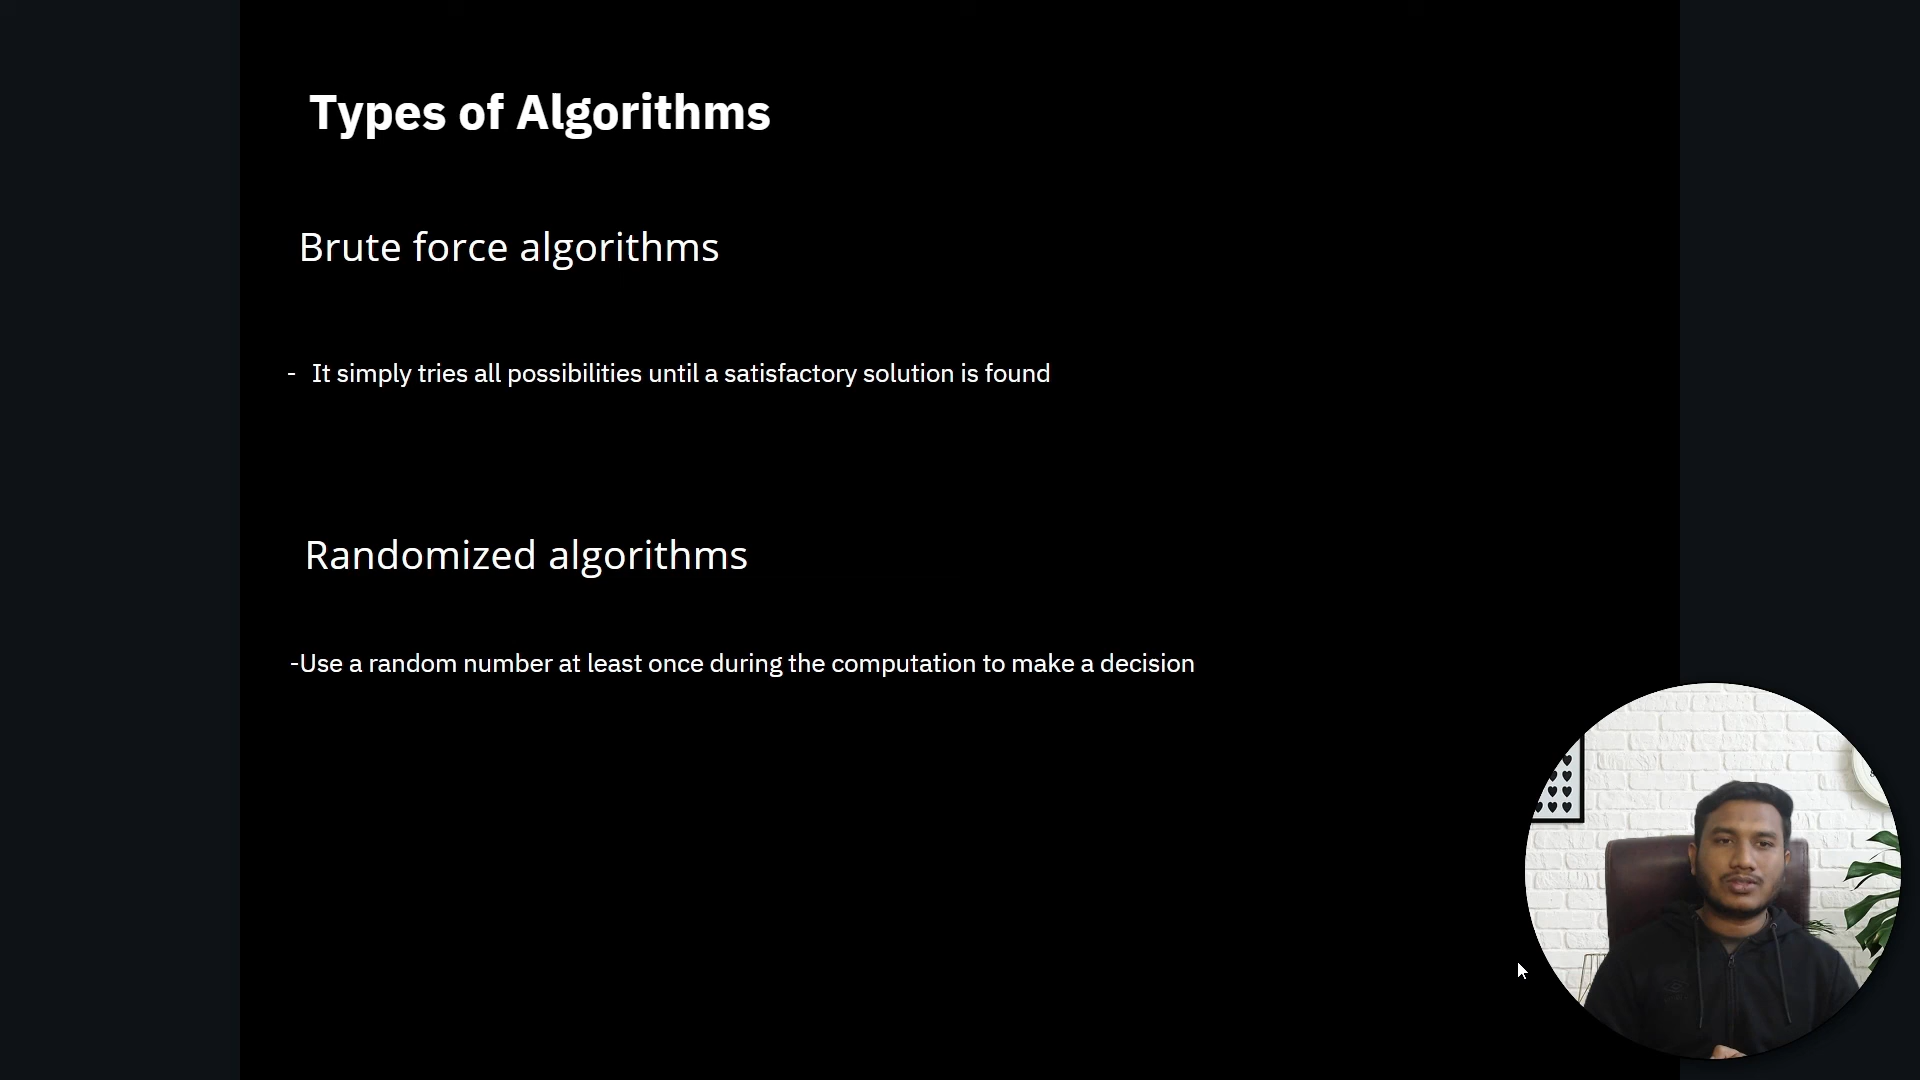 Types of Algorithms
Brute force algorithms
- It simply tries all possibilities until a satisfactory solution is found
Randomized algorithms
-Use a random number at least once during the computation to make a decision